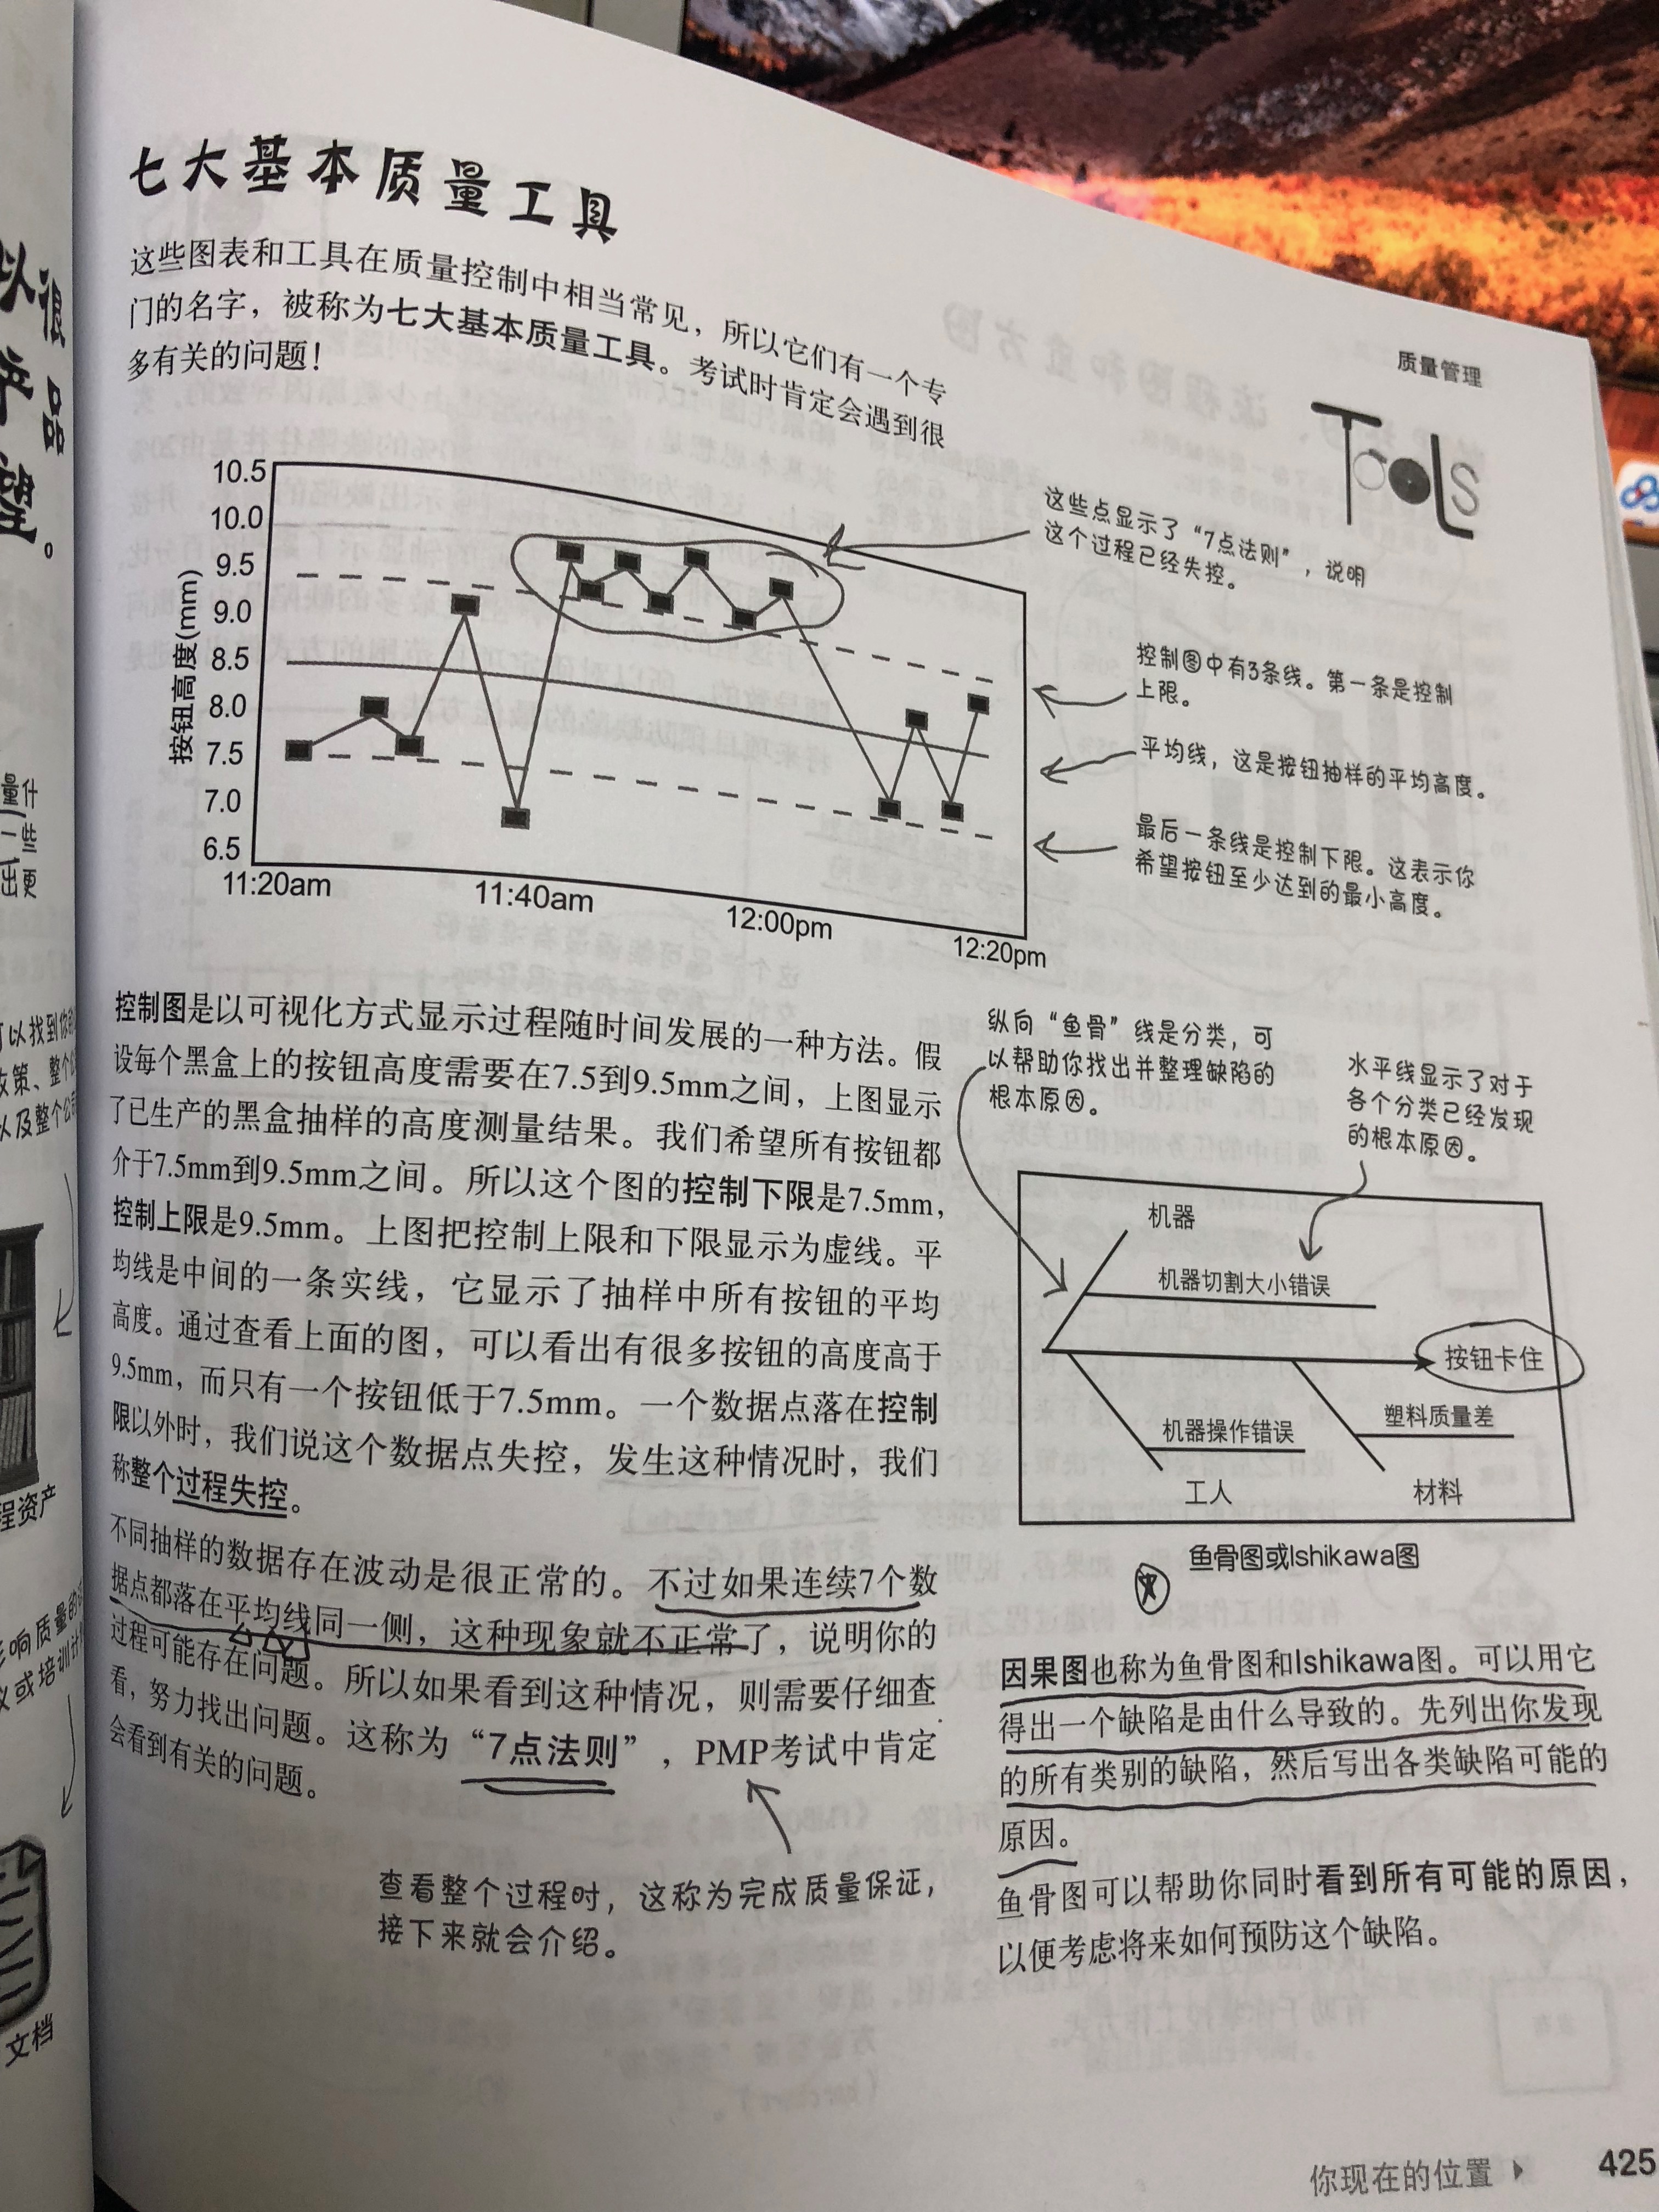 七大基本质量工具
这些图表和工具在质量控制中相当常见，所以它们有一个专
门的名字，被称为七大基本质量工具。考试时肯定会遇到很
多有关的问题！
质量管理
Tools
按钮高度(mm)
10.5
10.0
9.5
9.0
8.5
8.0
7.5
7.0
6.5
11:20am
11:40am
12:00pm
12:20pm
这些点显示了“7点法则”，说明
这个过程已经失控。
控制图中有3条线。第一条是控制
上限。
平均线，这是按钮抽样的平均高度。
最后一条线是控制下限。这表示你
希望按钮至少达到的最小高度。
控制图是以可视化方式显示过程随时间发展的一种方法。假
设每个黑盒上的按钮高度需要在7.5到9.5mm之间，上图显示
了已生产的黑盒抽样的高度测量结果。我们希望所有按钮都
介于7.5mm到9.5mm之间。所以这个图的控制下限是7.5mm，
控制上限是9.5mm。上图把控制上限和下限显示为虚线。平
均线是中间的一条实线，它显示了抽样中所有按钮的平均
高度。通过查看上面的图，可以看出有很多按钮的高度高于
9.5mm，而只有一个按钮低于7.5mm。一个数据点落在控制
限以外时，我们说这个数据点失控，发生这种情况时，我们
称整个过程失控。
不同抽样的数据存在波动是很正常的。不过如果连续7个数
据点都落在平均线同一侧，这种现象就不正常了，说明你的
过程可能存在问题。所以如果看到这种情况，则需要仔细查
看，努力找出问题。这称为“7点法则”，PMP考试中肯定
会看到有关的问题。
查看整个过程时，这称为完成质量保证，
接下来就会介绍。
纵向“鱼骨”线是分类，可
以帮助你找出并整理缺陷的
根本原因。
水平线显示了对于
各个分类已经发现
的根本原因。
机器
机器切割大小错误
按钮卡住
机器操作错误
塑料质量差
工人
材料
鱼骨图或Ishikawa图
因果图也称为鱼骨图和Ishikawa图。可以用它
得出一个缺陷是由什么导致的。先列出你发现
的所有类别的缺陷，然后写出各类缺陷可能的
原因。
鱼骨图可以帮助你同时看到所有可能的原因，
以便考虑将来如何预防这个缺陷。
你现在的位置
425
很
品
望。
量什
一些
出更
程资产
文档